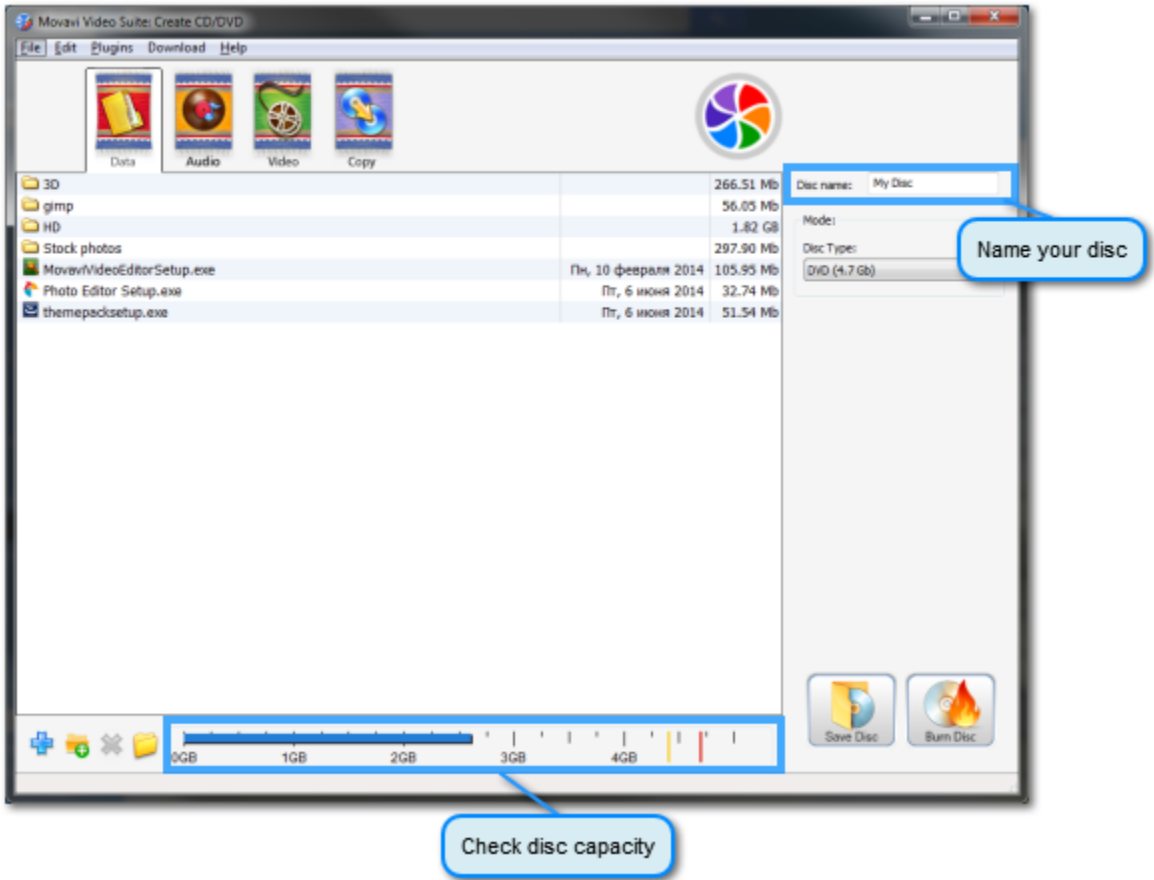 Movavi Video Suite: Create CD/DVD
File Edit Plugins Download Help
Data Audio Video Copy
3D 266.51 Mb
gimp 56.05 Mb
HD 1.82 GB
Stock photos 297.90 Mb
MovaviVideoEditorSetup.exe Пн, 10 февраля 2014 105.95 Mb
Photo Editor Setup.exe Пт, 6 июня 2014 32.74 Mb
themepacksetup.exe Пт, 6 июня 2014 51.54 Mb
Disc name: My Disc
Name your disc
Mode:
Disc Type:
DVD (4.7 Gb)
Save Disc Burn Disc
0GB 1GB 2GB 3GB 4GB
Check disc capacity